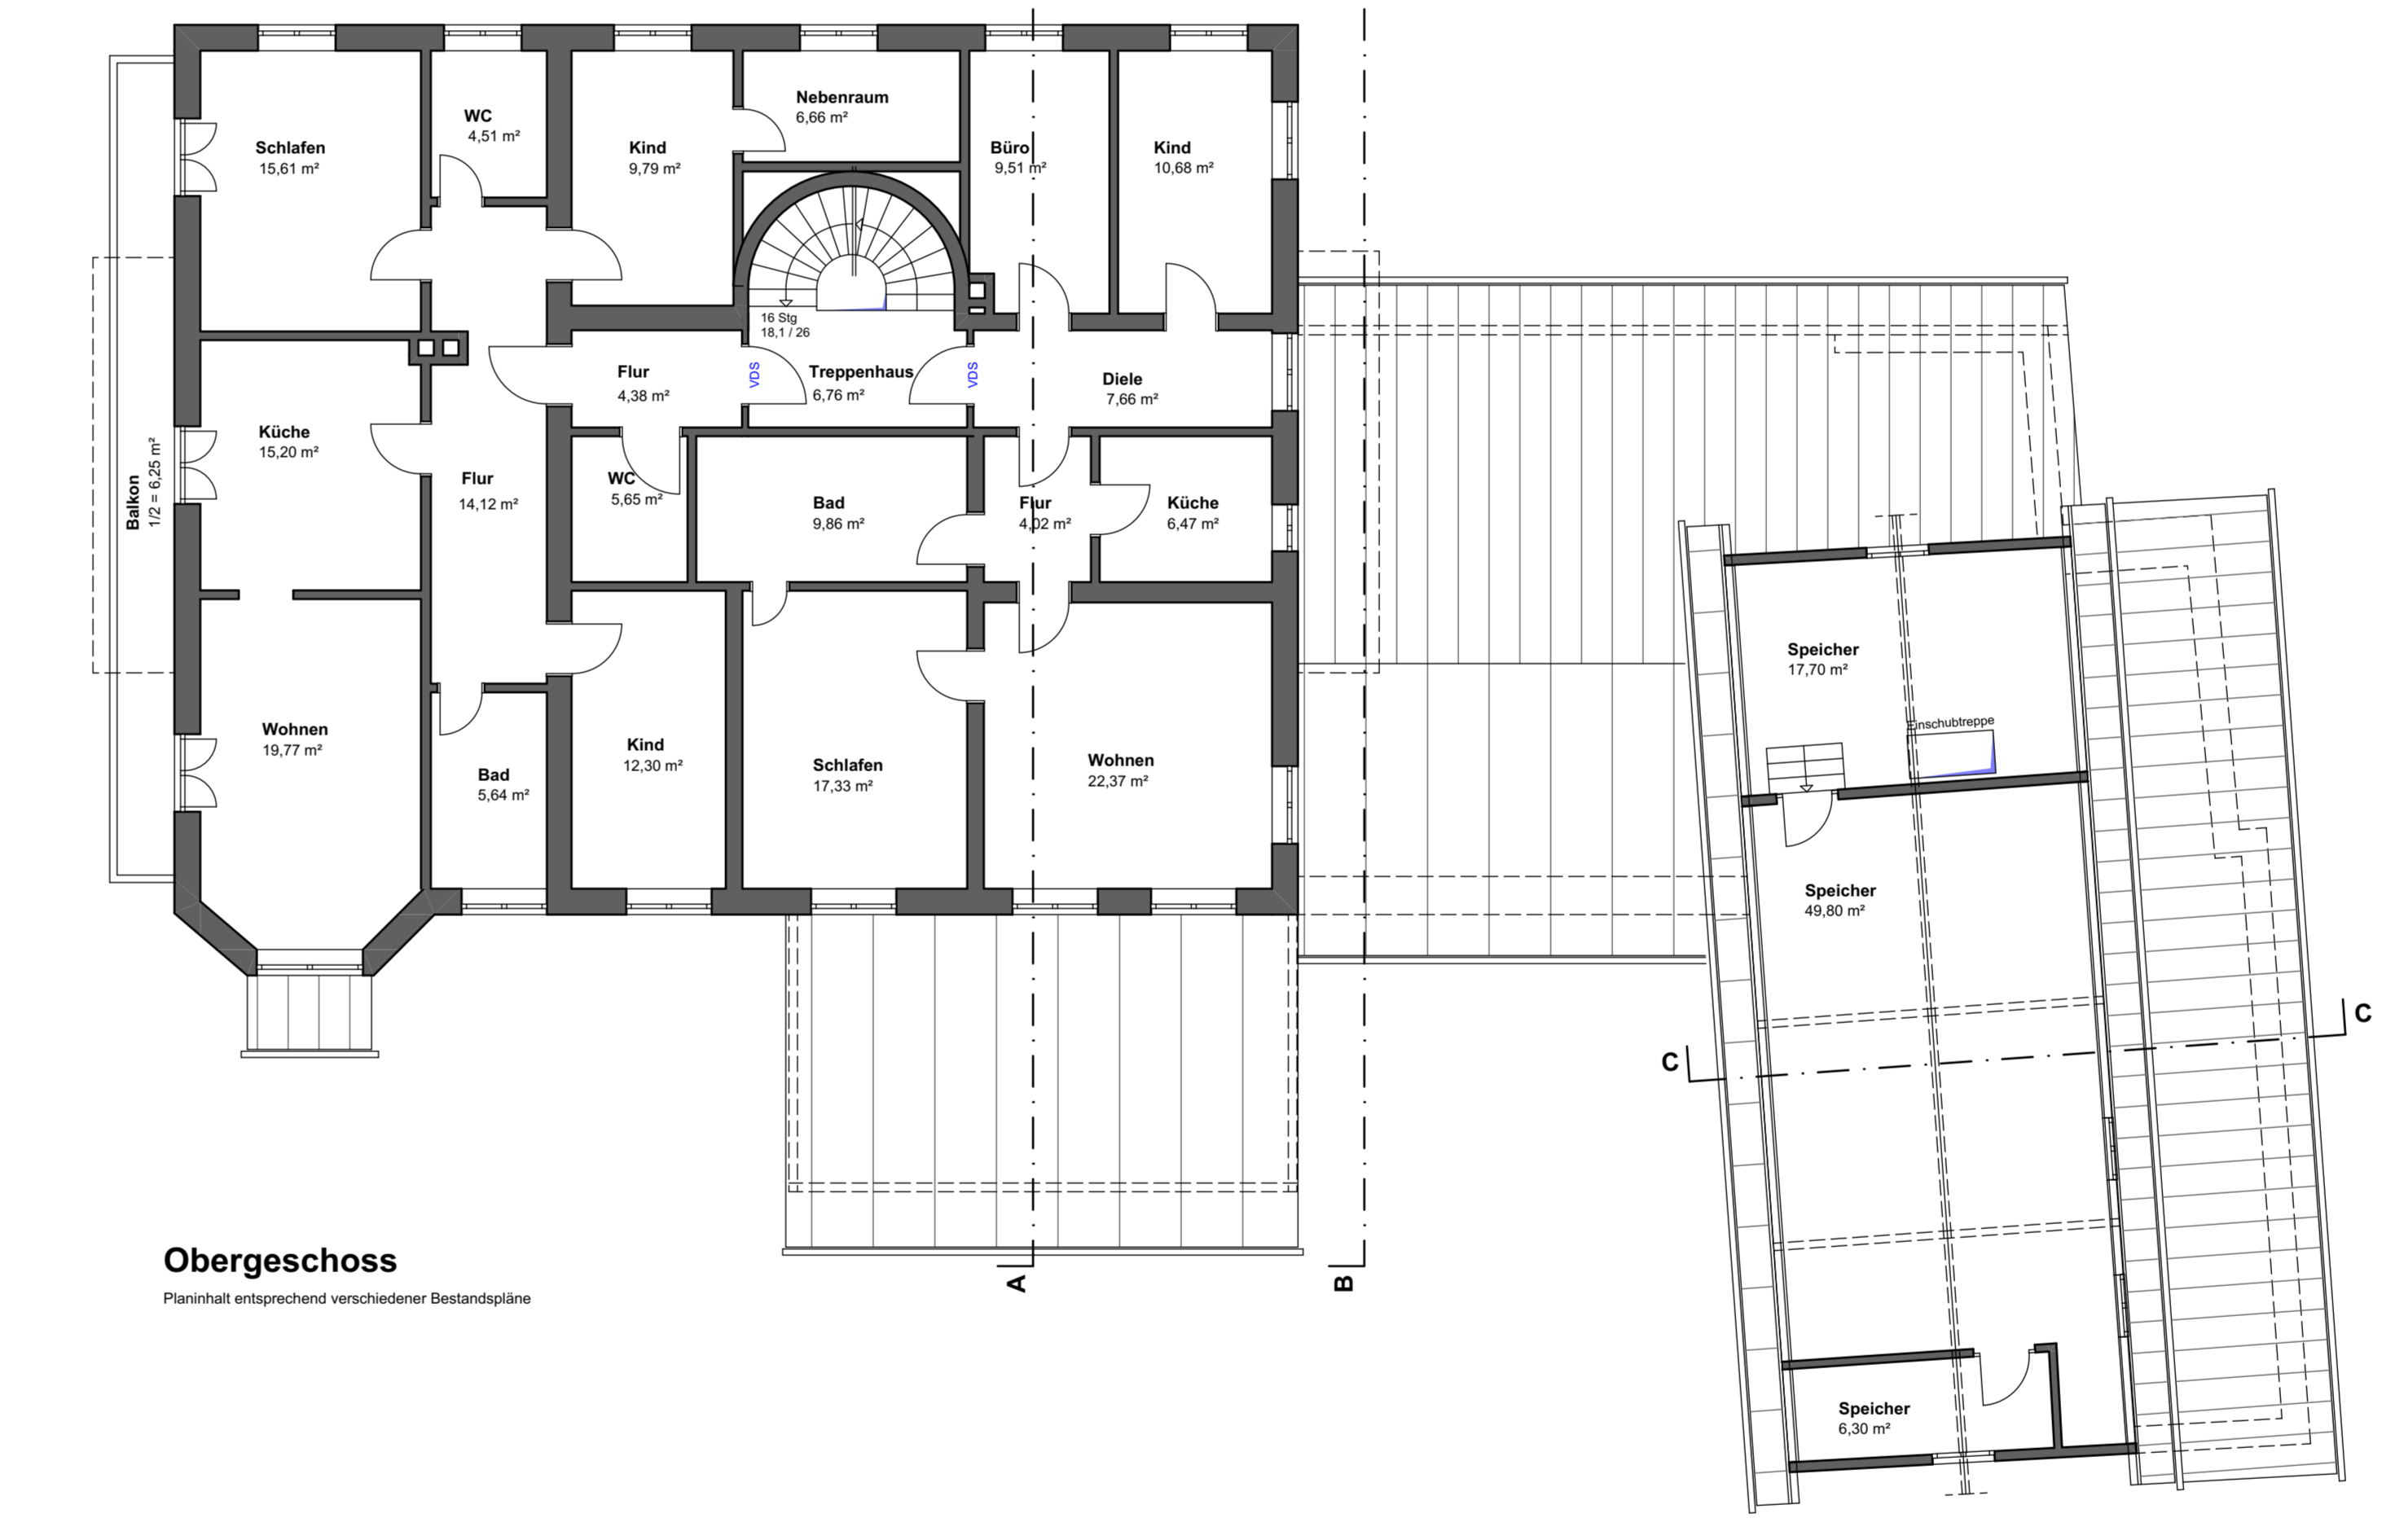 Schlafen
15,61 m²
WC
4,51 m²
Kind
9,79 m²
Nebenraum
6,66 m²
Büro
9,51 m²
Kind
10,68 m²
16 Stg
18,1 / 26
Flur
4,38 m²
VDS
Treppenhaus
6,76 m²
VDS
Diele
7,66 m²
Balkon
1/2 = 6,25 m²
Küche
15,20 m²
Flur
14,12 m²
WC
5,65 m²
Bad
9,86 m²
Flur
4,02 m²
Küche
6,47 m²
Wohnen
19,77 m²
Bad
5,64 m²
Kind
12,30 m²
Schlafen
17,33 m²
Wohnen
22,37 m²
Speicher
17,70 m²
Einschubtreppe
Speicher
49,80 m²
C
C
Speicher
6,30 m²
A
B
Obergeschoss
Planinhalt entsprechend verschiedener Bestandspläne